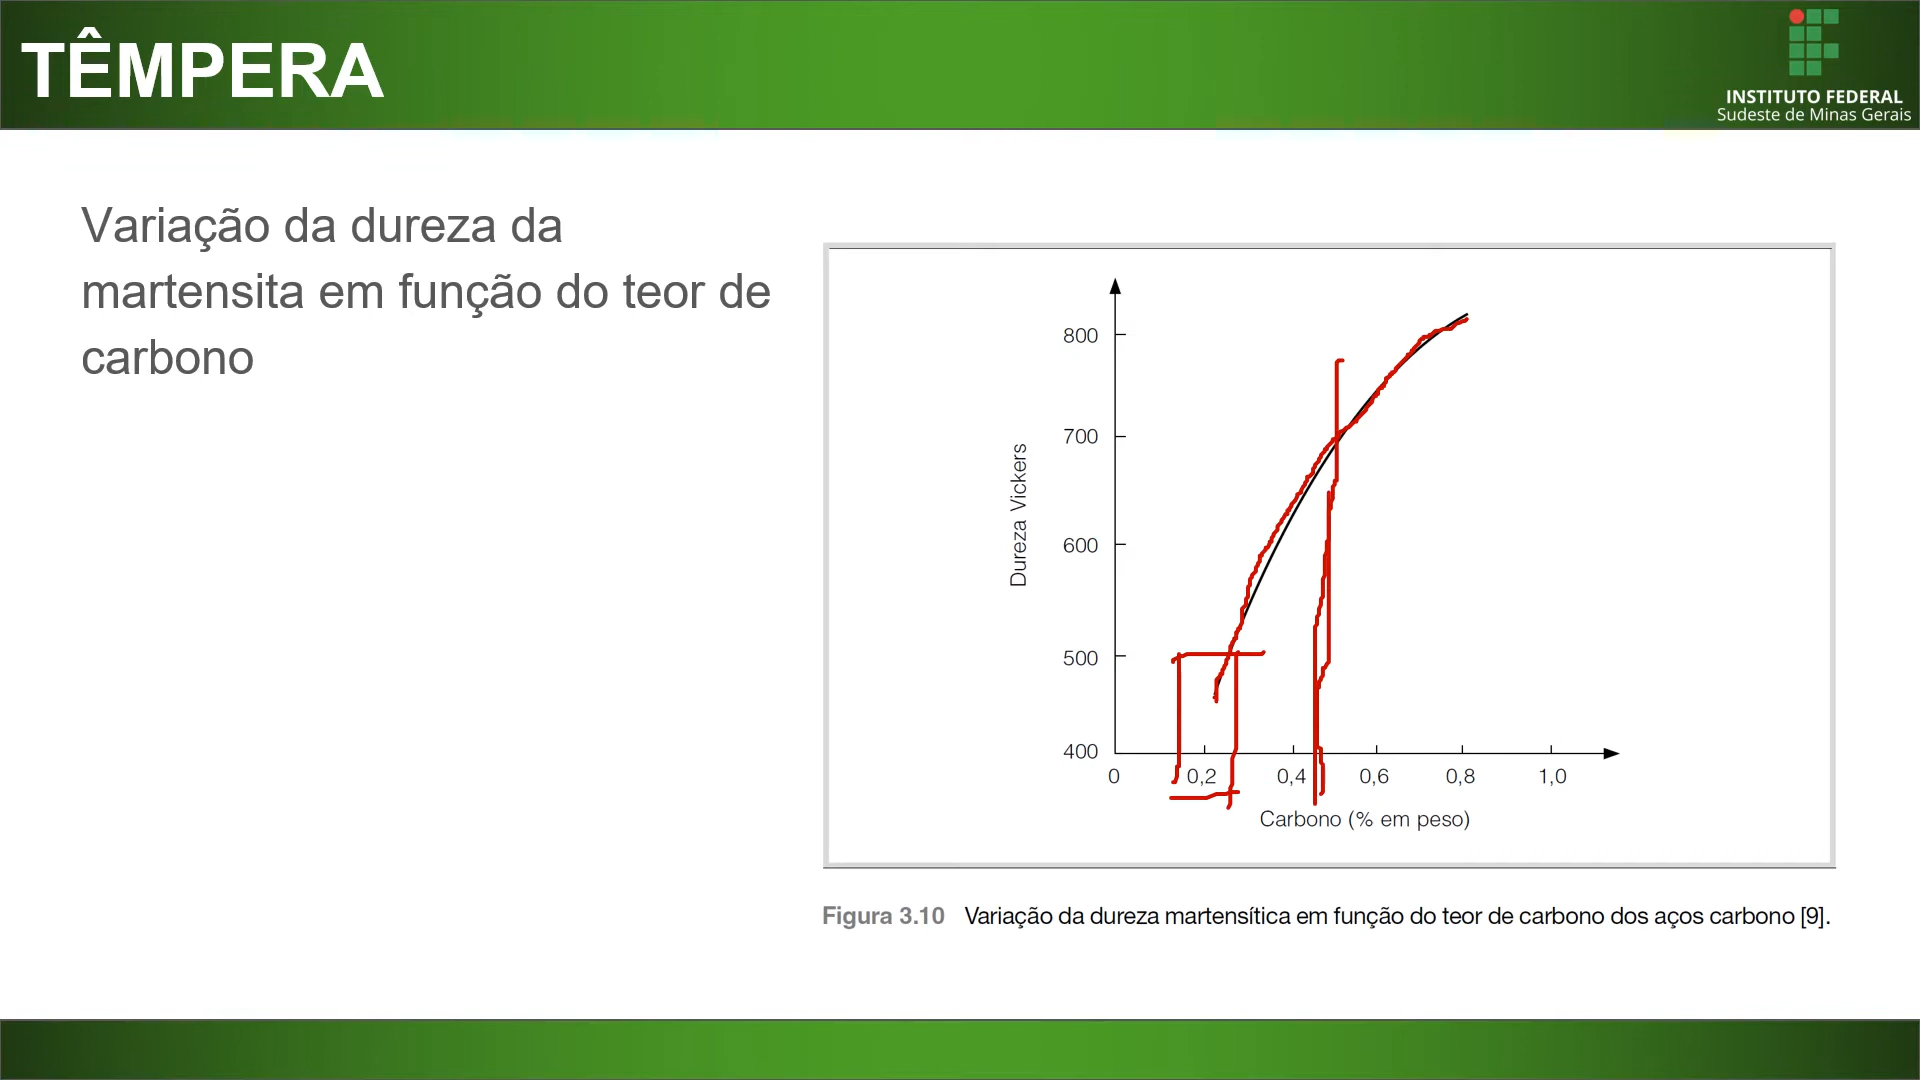 TÊMPERA
INSTITUTO FEDERAL
Sudeste de Minas Gerais
Variação da dureza da
martensita em função do teor de
carbono
800
700
600
500
400
Dureza Vickers
0
0,2
0,4
0,6
0,8
1,0
Carbono (% em peso)
Figura 3.10 Variação da dureza martensítica em função do teor de carbono dos aços carbono [9].